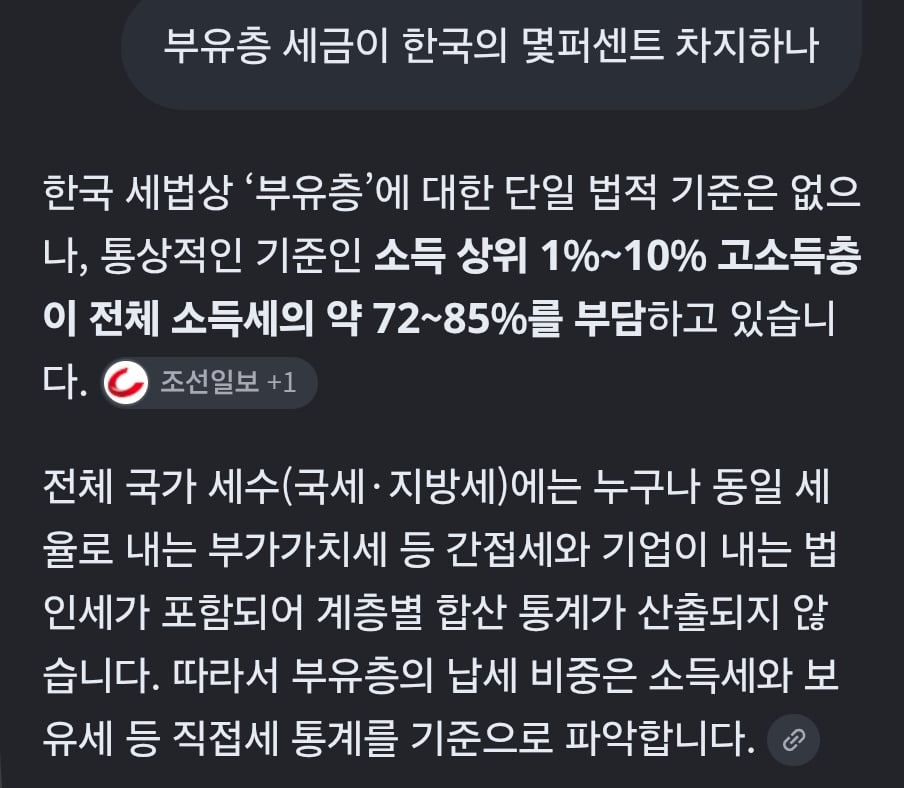 부유층 세금이 한국의 몇퍼센트 차지하나
한국 세법상 ‘부유층’에 대한 단일 법적 기준은 없으
나, 통상적인 기준인 소득 상위 1%~10% 고소득층
이 전체 소득세의 약 72~85%를 부담하고 있습니
다. 조선일보 +1
전체 국가 세수(국세·지방세)에는 누구나 동일 세
율로 내는 부가가치세 등 간접세와 기업이 내는 법
인세가 포함되어 계층별 합산 통계가 산출되지 않
습니다. 따라서 부유층의 납세 비중은 소득세와 보
유세 등 직접세 통계를 기준으로 파악합니다.